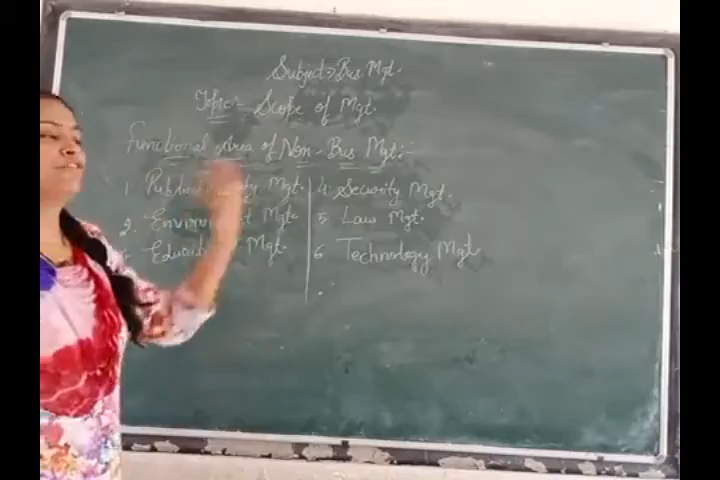 Subject:- Bus Mgt.
Topic:- Scope of Mgt.
Functional Area of Non-Bus Mgt:-
1. Public Mgt.
2. Environment Mgt.
Mgt.
4. Security Mgt.
5. Law Mgt.
6. Technology Mgt